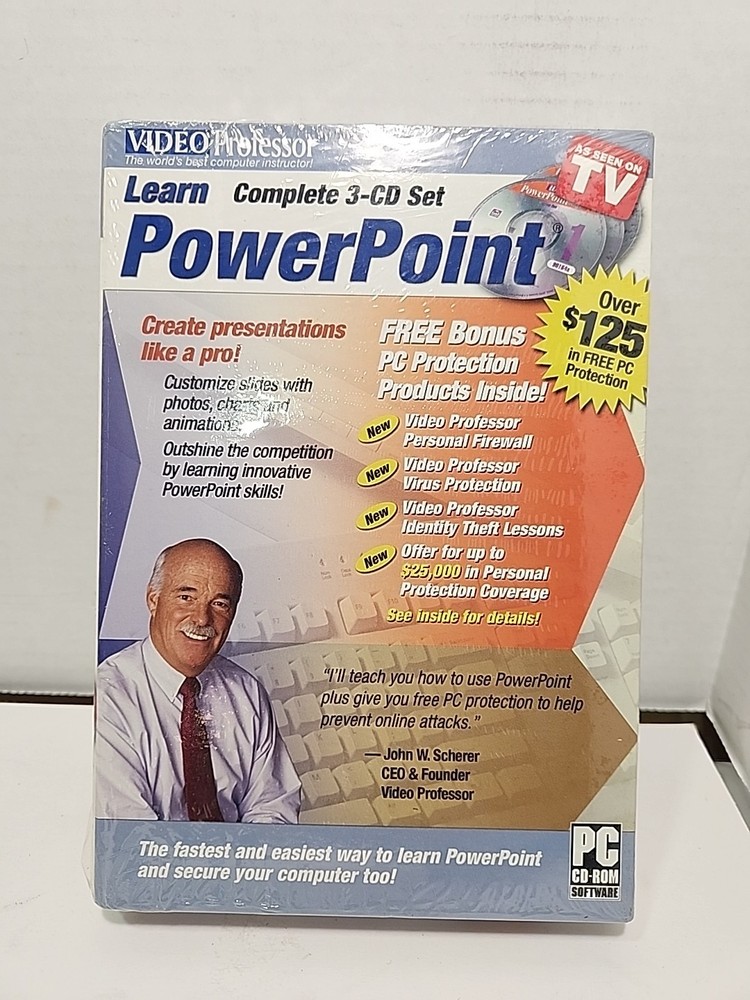 VIDEO Professor
The world's best computer instructor!
AS SEEN ON
TV
Learn Complete 3-CD Set
PowerPoint®
PowerPoint
1
Over
$125
in FREE PC
Protection
Create presentations
like a pro!
Customize slides with
photos, charts and
animation
Outshine the competition
by learning innovative
PowerPoint skills!
FREE Bonus
PC Protection
Products Inside!
New Video Professor
Personal Firewall
New Video Professor
Virus Protection
New Video Professor
Identity Theft Lessons
New Offer for up to
$25,000 in Personal
Protection Coverage
See inside for details!
"I'll teach you how to use PowerPoint
plus give you free PC protection to help
prevent online attacks."
— John W. Scherer
CEO & Founder
Video Professor
The fastest and easiest way to learn PowerPoint
and secure your computer too!
PC
CD-ROM
SOFTWARE